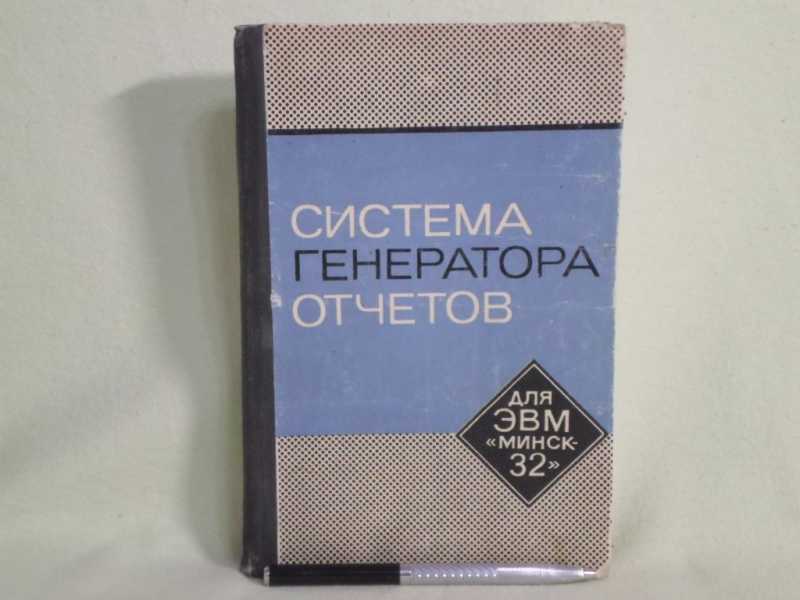 СИСТЕМА
ГЕНЕРАТОРА
ОТЧЕТОВ
ДЛЯ
ЭВМ
«МИНСК-
32»